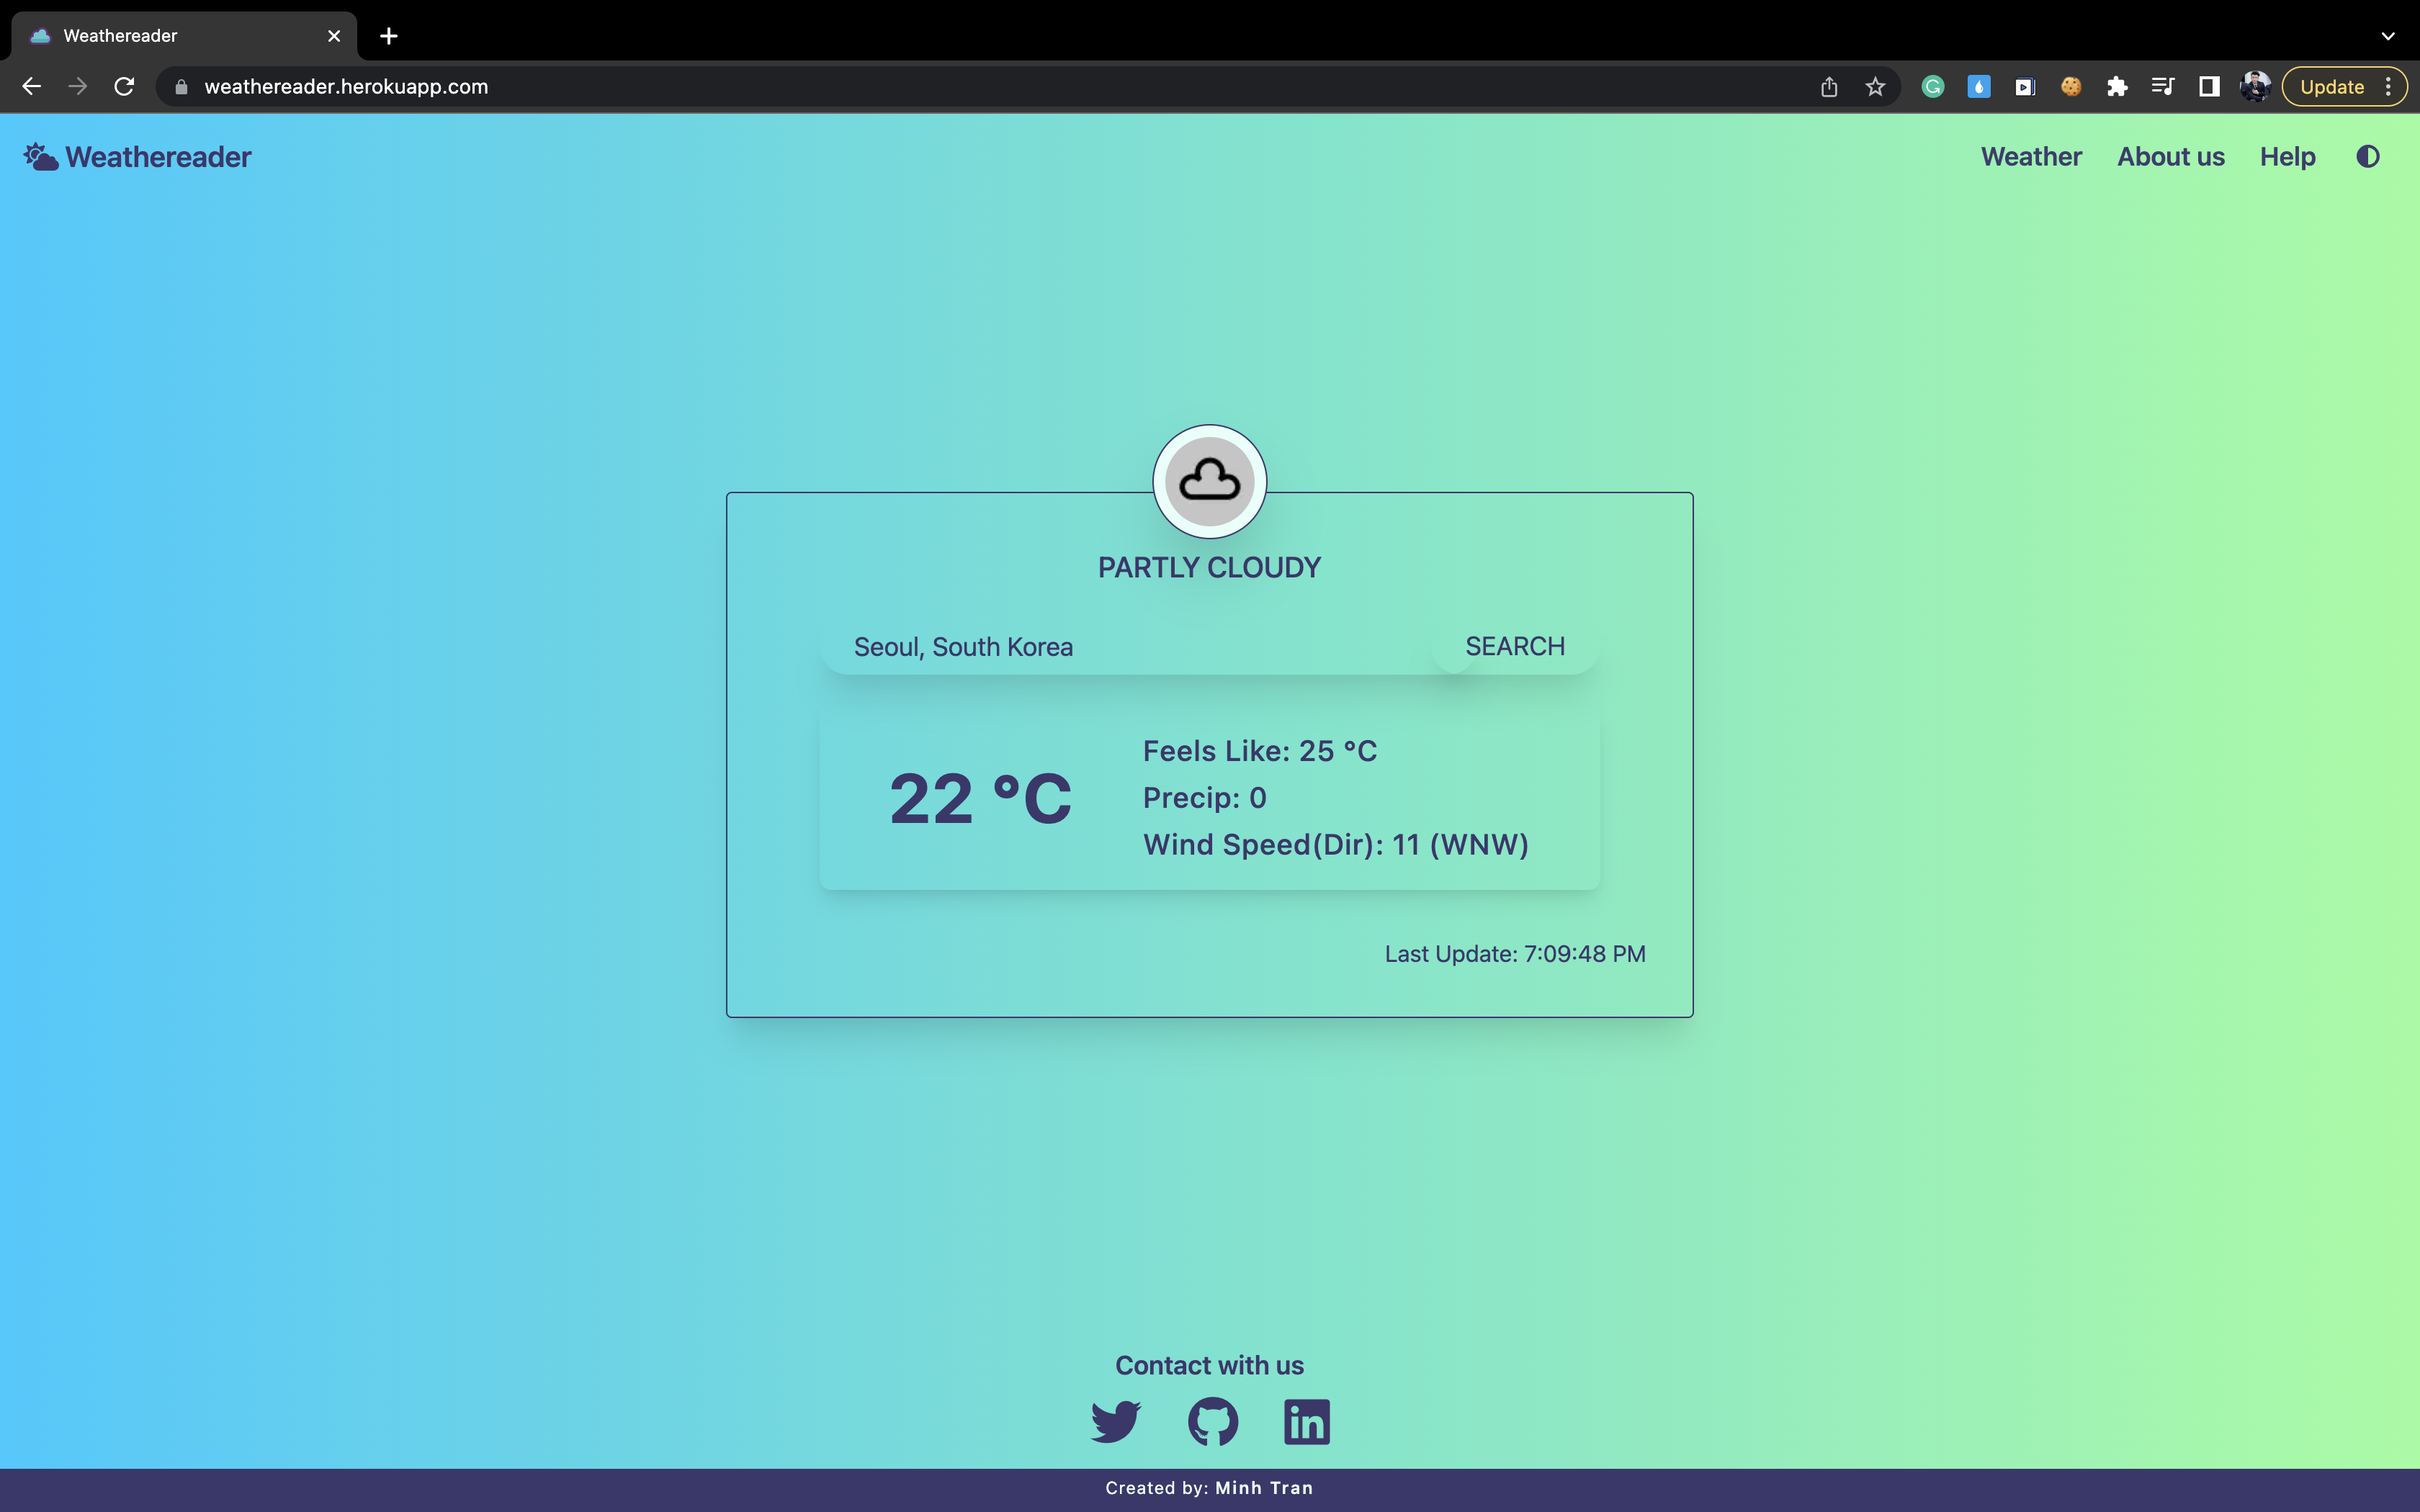 Weathereader
weathereader.herokuapp.com
Update
Weathereader
Weather
About us
Help
PARTLY CLOUDY
Seoul, South Korea
SEARCH
22 °C
Feels Like: 25 °C
Precip: 0
Wind Speed(Dir): 11 (WNW)
Last Update: 7:09:48 PM
Contact with us
in
Created by: Minh Tran